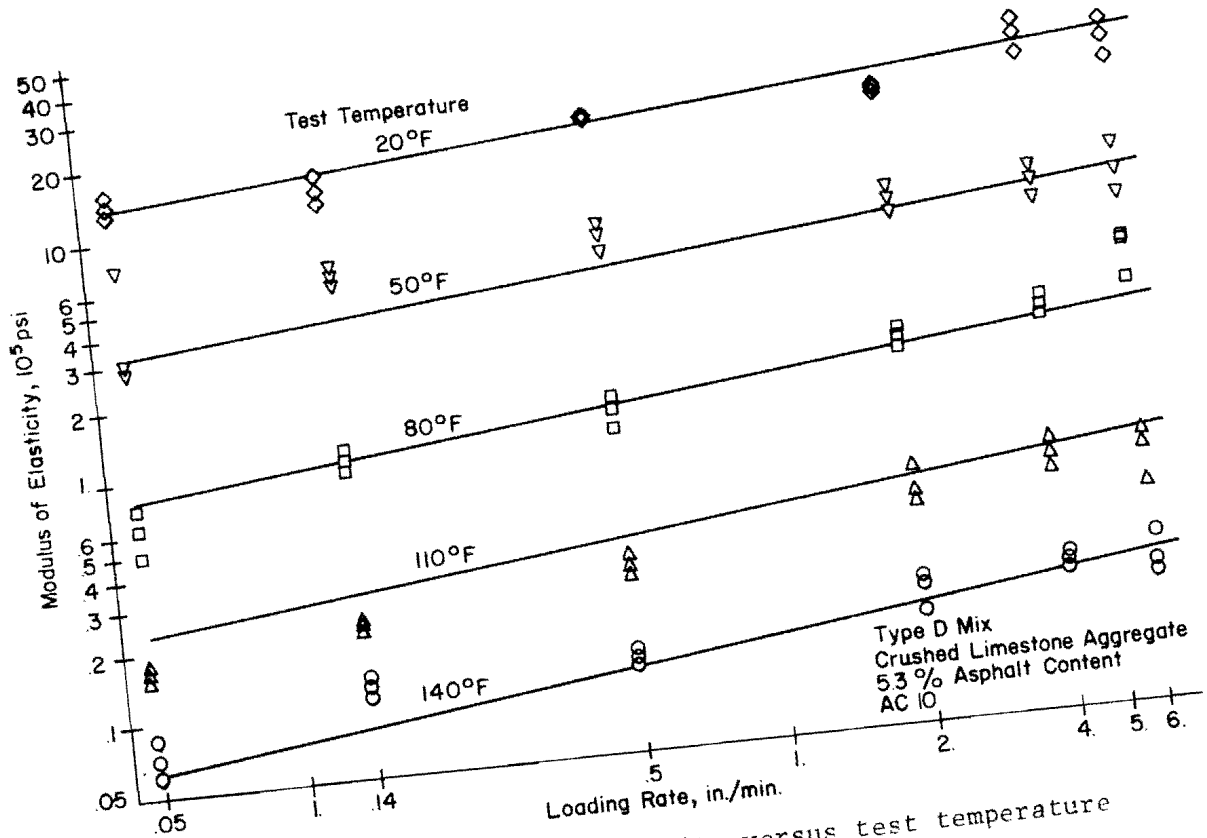 50
40
30
20
10
6
5
4
3
2
1.
.6
.5
.4
.3
.2
.1
.05
Modulus of Elasticity, 10⁵ psi
Test Temperature
20°F
50°F
80°F
110°F
140°F
Type D Mix
Crushed Limestone Aggregate
5.3 % Asphalt Content
AC 10
.05
1.
.14
.5
1.
2.
4.
5.
6.
Loading Rate, in./min.
versus test temperature